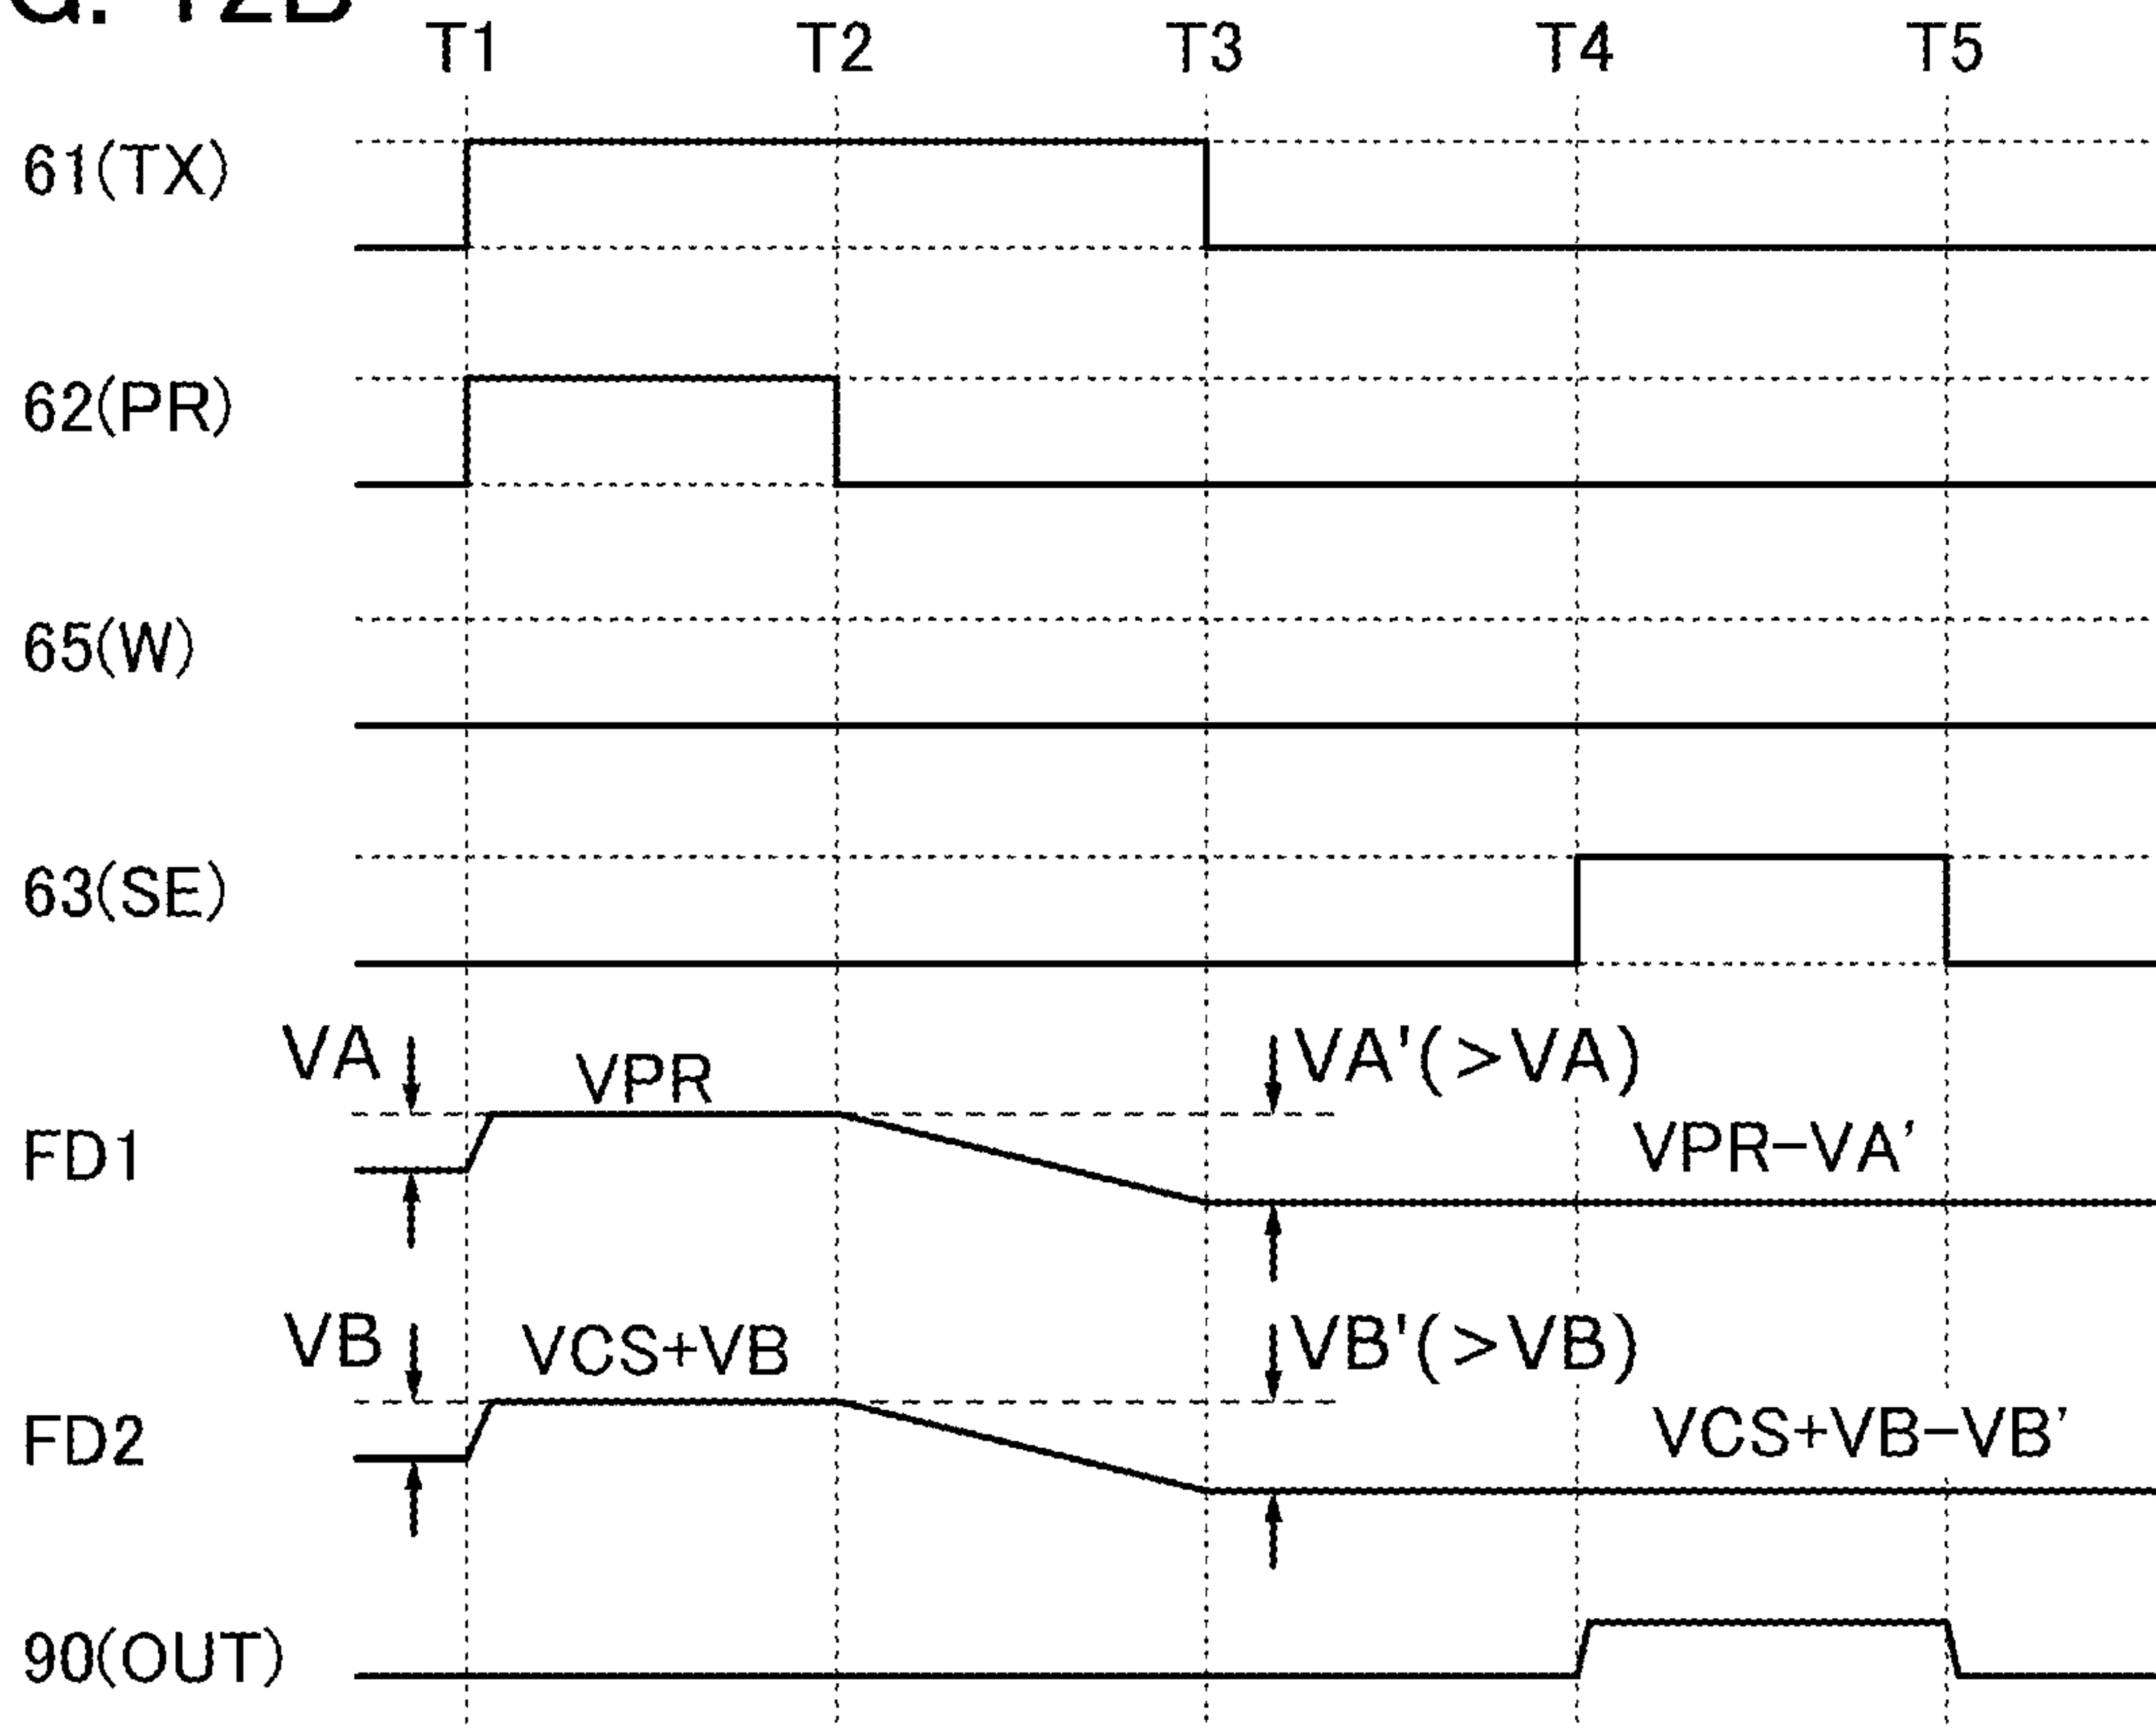 G. 12B
T1 T2 T3 T4 T5
61(TX)
62(PR)
65(W)
63(SE)
VA VPR VA'(>VA)
FD1 VPR-VA'
VB VCS+VB VB'(>VB)
FD2 VCS+VB-VB'
90(OUT)